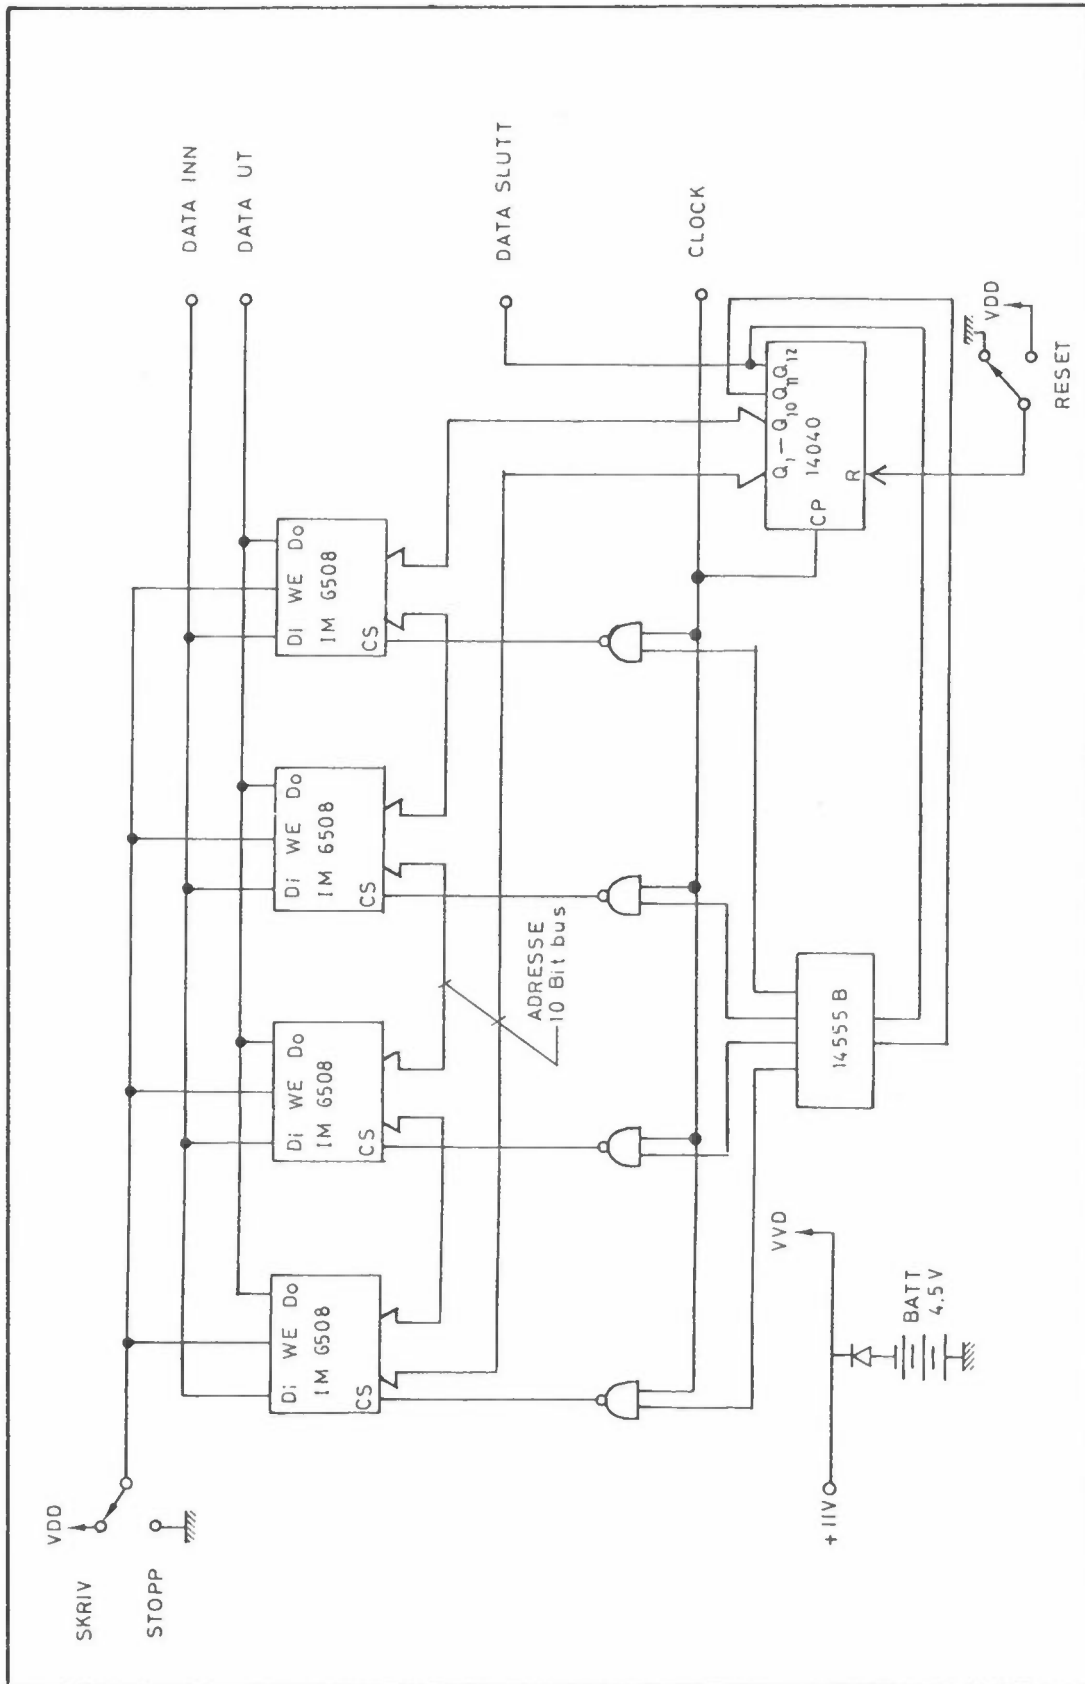 SKRIV
VDD
STOPP
DATA INN
DATA UT
Di WE Do
IM 6508
CS
Di WE Do
IM 6508
CS
Di WE Do
IM 6508
CS
Di WE Do
IM 6508
CS
ADRESSE
10 Bit bus
DATA SLUTT
CLOCK
Q1—Q10 Q11 Q12
14040
CP
R
VDD
RESET
14555B
+11V
VVD
BATT
4.5V